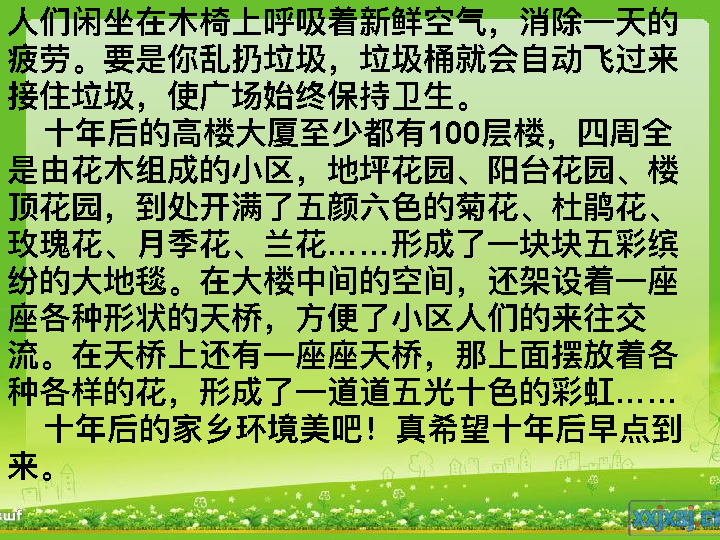 人们闲坐在木椅上呼吸着新鲜空气，消除一天的
疲劳。要是你乱扔垃圾，垃圾桶就会自动飞过来
接住垃圾，使广场始终保持卫生。
十年后的高楼大厦至少都有100层楼，四周全
是由花木组成的小区，地坪花园、阳台花园、楼
顶花园，到处开满了五颜六色的菊花、杜鹃花、
玫瑰花、月季花、兰花……形成了一块块五彩缤
纷的大地毯。在大楼中间的空间，还架设着一座
座各种形状的天桥，方便了小区人们的来往交
流。在天桥上还有一座座天桥，那上面摆放着各
种各样的花，形成了一道道五光十色的彩虹……
十年后的家乡环境美吧！真希望十年后早点到
来。
xxjxsj.cn